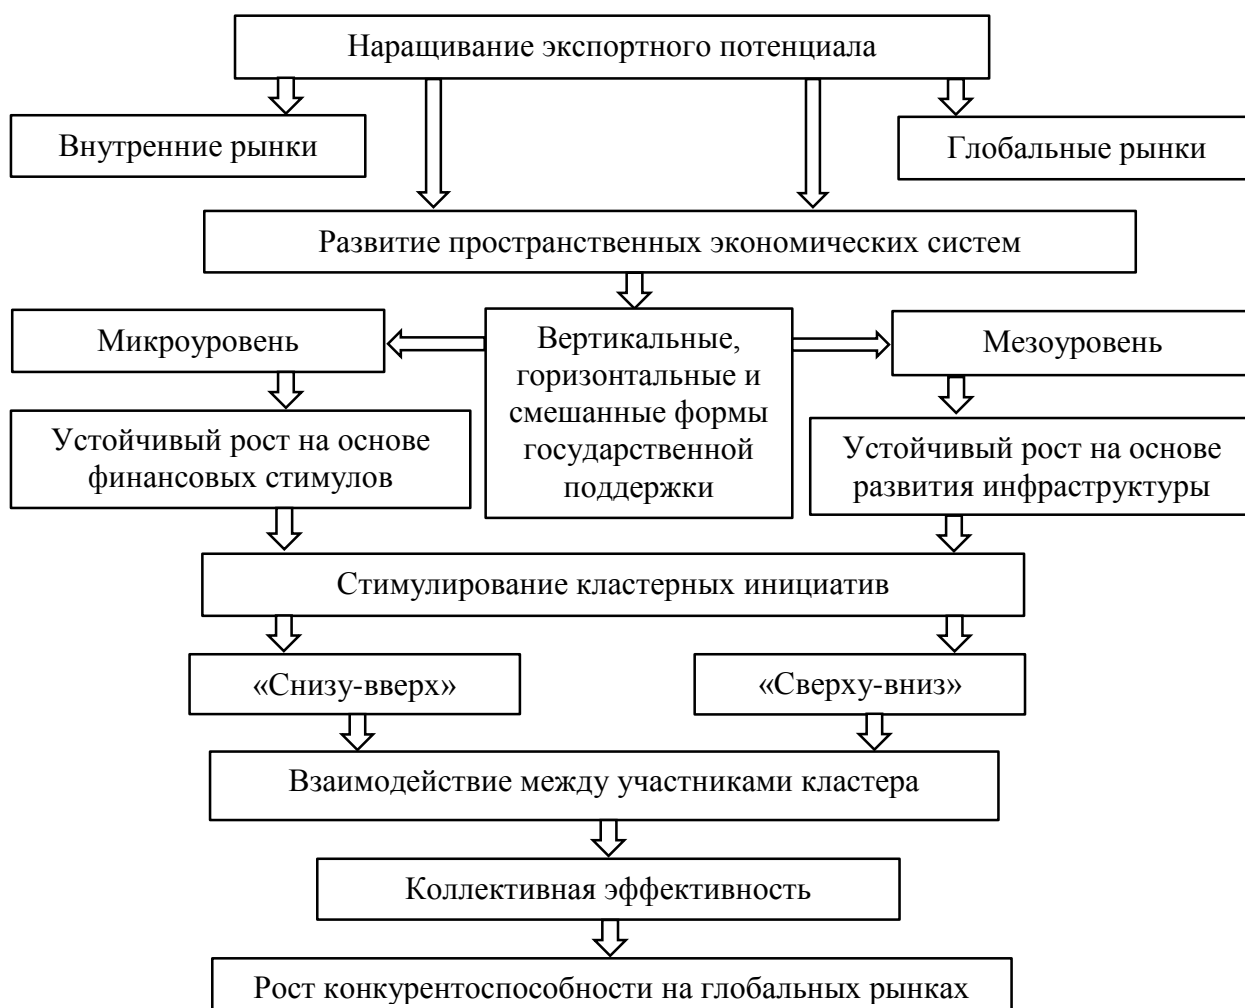 Наращивание экспортного потенциала
Внутренние рынки
Глобальные рынки
Развитие пространственных экономических систем
Микроуровень
Вертикальные,
горизонтальные и
смешанные формы
государственной
поддержки
Мезоуровень
Устойчивый рост на основе
финансовых стимулов
Устойчивый рост на основе
развития инфраструктуры
Стимулирование кластерных инициатив
«Снизу-вверх»
«Сверху-вниз»
Взаимодействие между участниками кластера
Коллективная эффективность
Рост конкурентоспособности на глобальных рынках